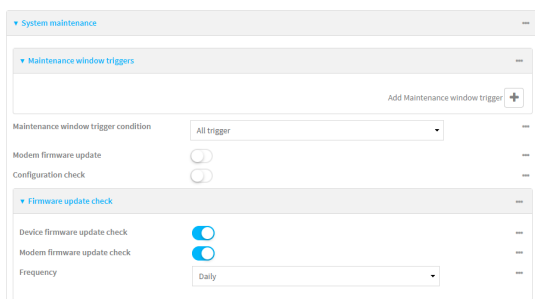 System maintenance
Maintenance window triggers
Add Maintenance window trigger
Maintenance window trigger condition
All trigger
Modem firmware update
Configuration check
Firmware update check
Device firmware update check
Modem firmware update check
Frequency
Daily